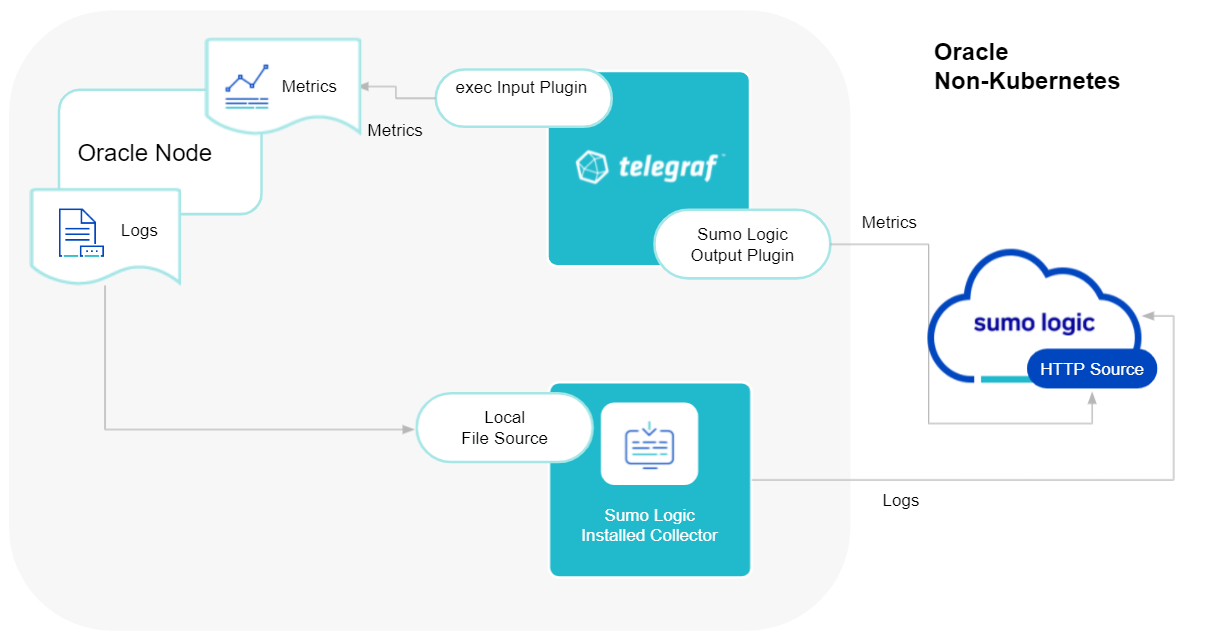 Oracle
Non-Kubernetes
Metrics
exec Input Plugin
Metrics
Oracle Node
telegraf™
Logs
Metrics
Sumo Logic
Output Plugin
sumo logic
HTTP Source
Local
File Source
Logs
Sumo Logic
Installed Collector